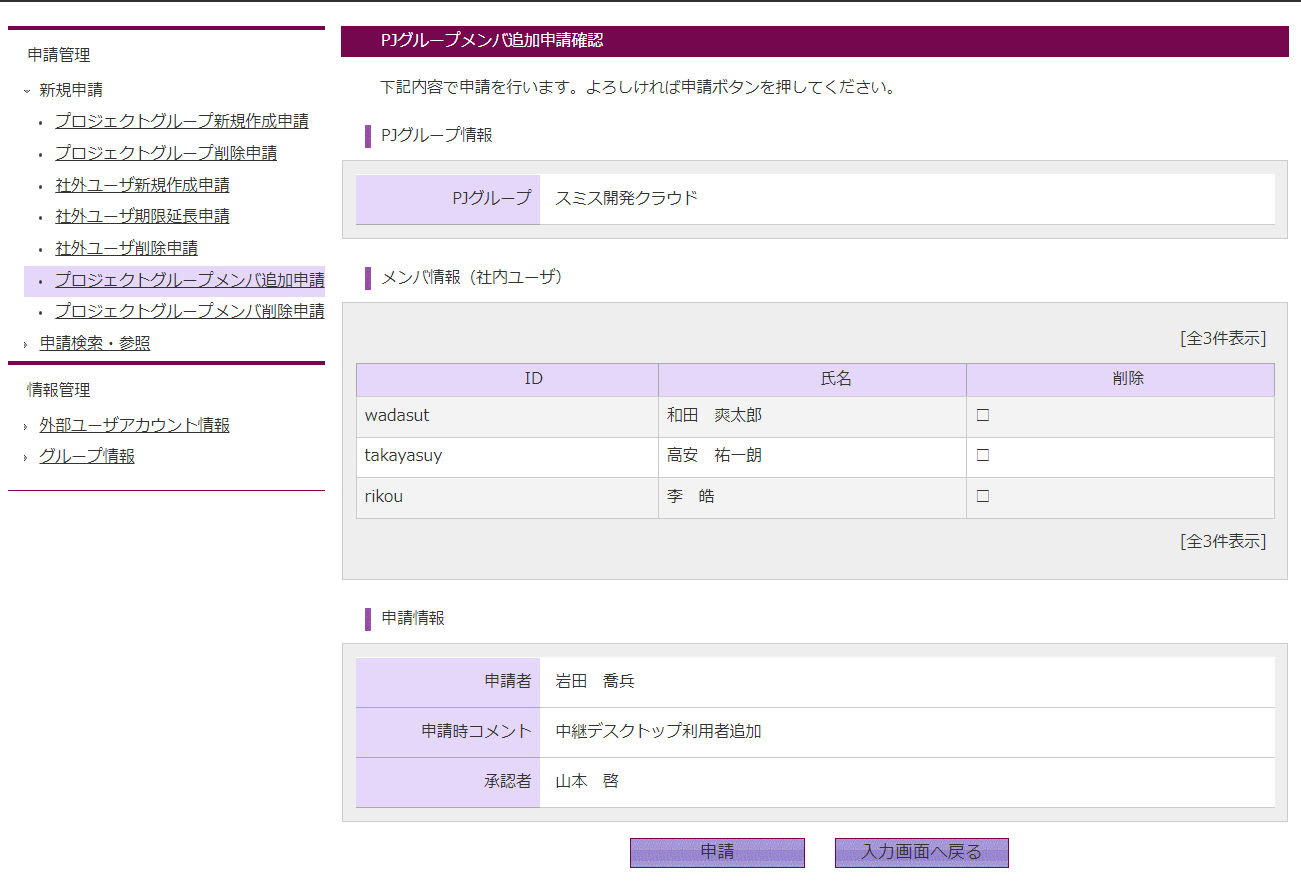 申請管理
新規申請
プロジェクトグループ新規作成申請
プロジェクトグループ削除申請
社外ユーザ新規作成申請
社外ユーザ期限延長申請
社外ユーザ削除申請
プロジェクトグループメンバ追加申請
プロジェクトグループメンバ削除申請
申請検索・参照
情報管理
外部ユーザアカウント情報
グループ情報
PJグループメンバ追加申請確認
下記内容で申請を行います。よろしければ申請ボタンを押してください。
PJグループ情報
PJグループ スミス開発クラウド
メンバ情報（社内ユーザ）
[全3件表示]
ID 氏名 削除
wadasut 和田　爽太郎
takayasuy 高安　祐一朗
rikou 李　皓
[全3件表示]
申請情報
申請者 岩田　喬兵
申請時コメント 中継デスクトップ利用者追加
承認者 山本　啓
申請 入力画面へ戻る